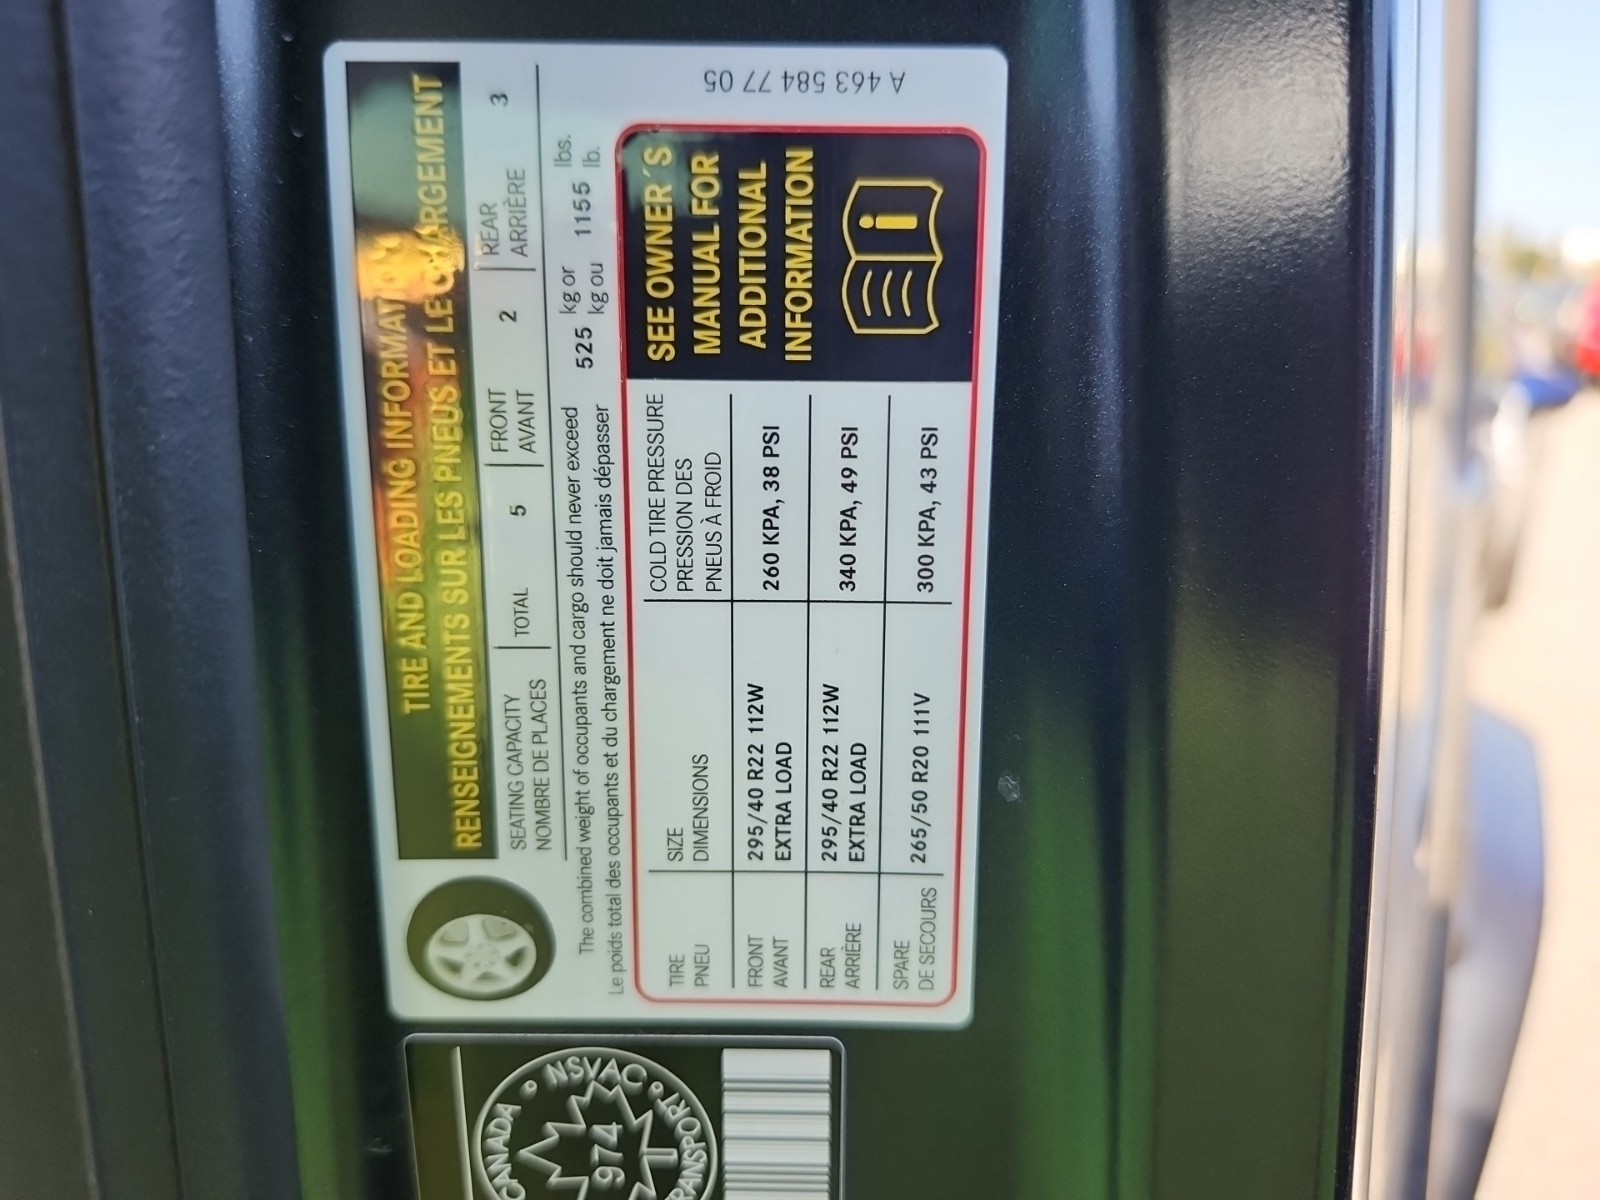 TIRE AND LOADING INFORMATION
RENSEIGNEMENTS SUR LES PNEUS ET LE CHARGEMENT
SEATING CAPACITY
NOMBRE DE PLACES
TOTAL 5
FRONT
AVANT
2
REAR
ARRIÈRE
3
The combined weight of occupants and cargo should never exceed 525 kg or 1155 lbs.
Le poids total des occupants et du chargement ne doit jamais dépasser kg ou lb.
TIRE
PNEU
SIZE
DIMENSIONS
COLD TIRE PRESSURE
PRESSION DES
PNEUS À FROID
FRONT
AVANT
295/40 R22 112W
EXTRA LOAD
260 KPA, 38 PSI
REAR
ARRIÈRE
295/40 R22 112W
EXTRA LOAD
340 KPA, 49 PSI
SPARE
DE SECOURS
265/50 R20 111V
300 KPA, 43 PSI
SEE OWNER´S
MANUAL FOR
ADDITIONAL
INFORMATION
i
A 463 584 77 05
CANADA
NSVAC
974
TRANSPORT